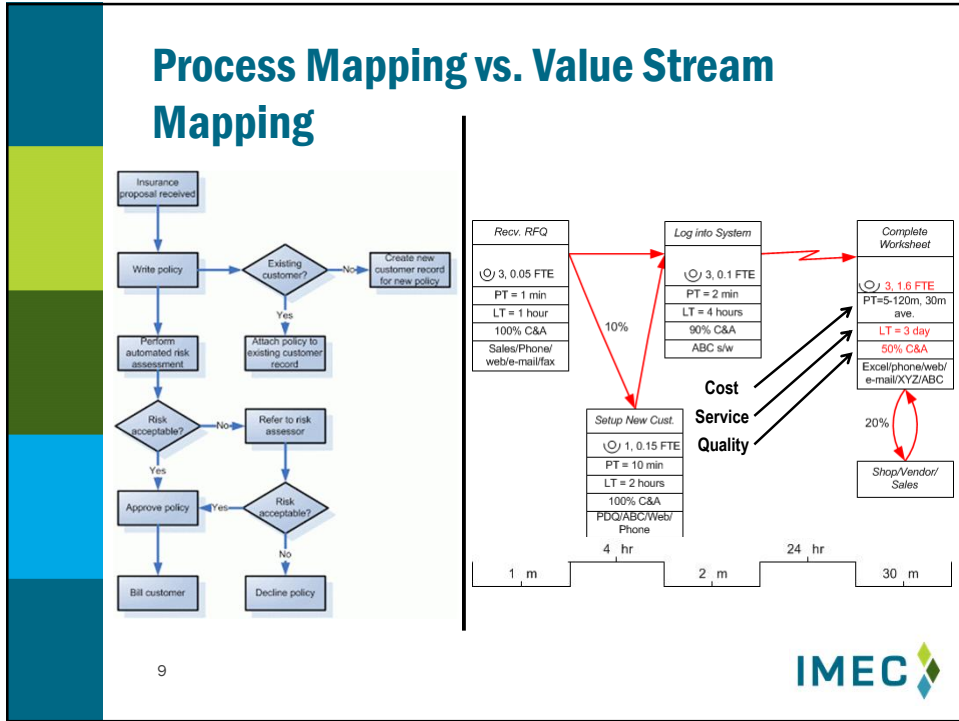 Process Mapping vs. Value Stream
Mapping
Insurance
proposal received
Write policy
Existing
customer?
No
Create new
customer record
for new policy
Yes
Perform
automated risk
assessment
Attach policy to
existing customer
record
Risk
acceptable?
No
Refer to risk
assessor
Yes
Approve policy
Yes
Risk
acceptable?
No
Bill customer
Decline policy
Recv. RFQ
3, 0.05 FTE
PT = 1 min
LT = 1 hour
100% C&A
Sales/Phone/
web/e-mail/fax
10%
Log into System
3, 0.1 FTE
PT = 2 min
LT = 4 hours
90% C&A
ABC s/w
Setup New Cust.
1, 0.15 FTE
PT = 10 min
LT = 2 hours
100% C&A
PDQ/ABC/Web/
Phone
Complete
Worksheet
3, 1.6 FTE
PT=5-120m, 30m
ave.
LT = 3 day
50% C&A
Excel/phone/web/
e-mail/XYZ/ABC
Cost
Service
Quality
20%
Shop/Vendor/
Sales
1 m
4 hr
2 m
24 hr
30 m
9
IMEC